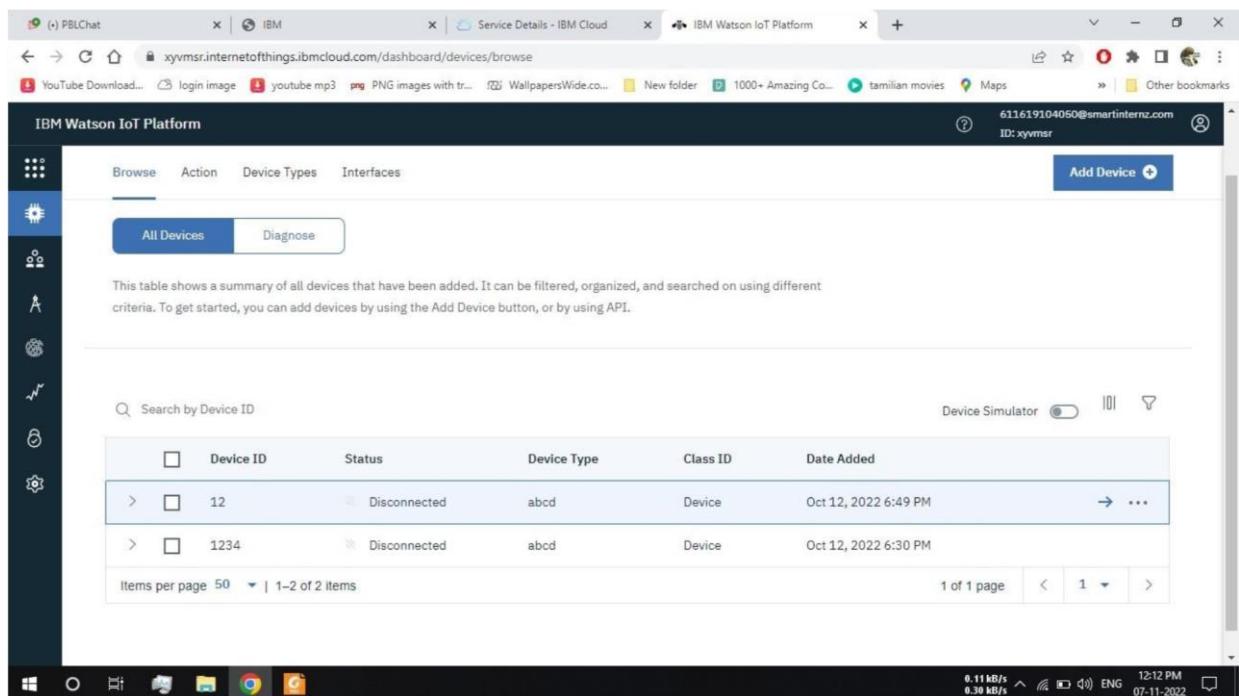 (•) PBLChat IBM Service Details - IBM Cloud IBM Watson IoT Platform
xyvmsr.internetofthings.ibmcloud.com/dashboard/devices/browse
YouTube Download... login image youtube mp3 png PNG images with tr... WallpapersWide.co... New folder 1000+ Amazing Co... tamilian movies Maps » Other bookmarks
IBM Watson IoT Platform
611619104050@smartinternz.com
ID: xyvmsr
Browse Action Device Types Interfaces Add Device
All Devices Diagnose
This table shows a summary of all devices that have been added. It can be filtered, organized, and searched on using different
criteria. To get started, you can add devices by using the Add Device button, or by using API.
Search by Device ID Device Simulator
Device ID Status Device Type Class ID Date Added
12 Disconnected abcd Device Oct 12, 2022 6:49 PM
1234 Disconnected abcd Device Oct 12, 2022 6:30 PM
Items per page 50 | 1–2 of 2 items 1 of 1 page < 1 >
0.11 kB/s
0.30 kB/s
ENG
12:12 PM
07-11-2022